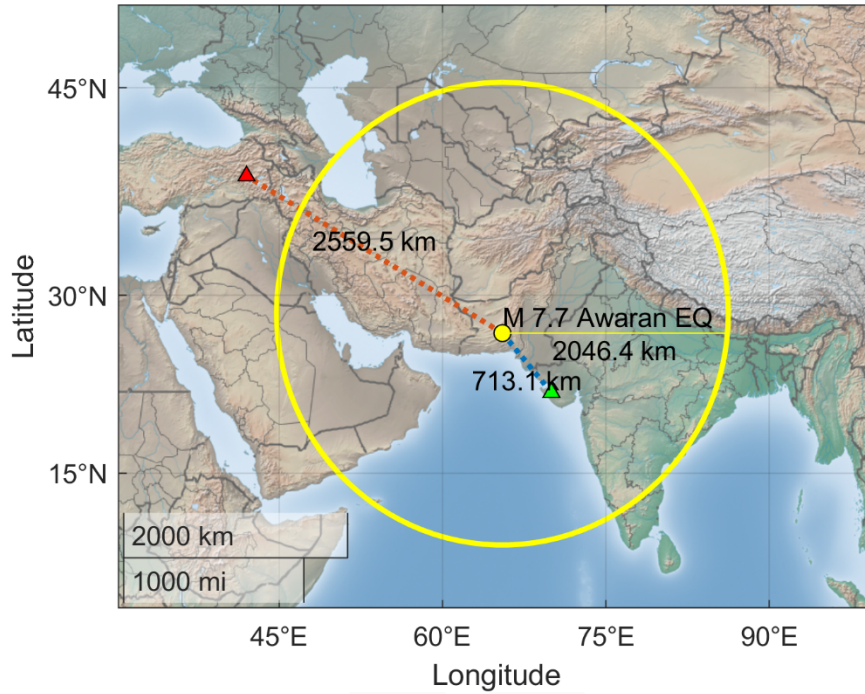 45°N
2559.5 km
30°N
M 7.7 Awaran EQ
2046.4 km
713.1 km
15°N
2000 km
1000 mi
45°E
60°E
75°E
90°E
Latitude
Longitude